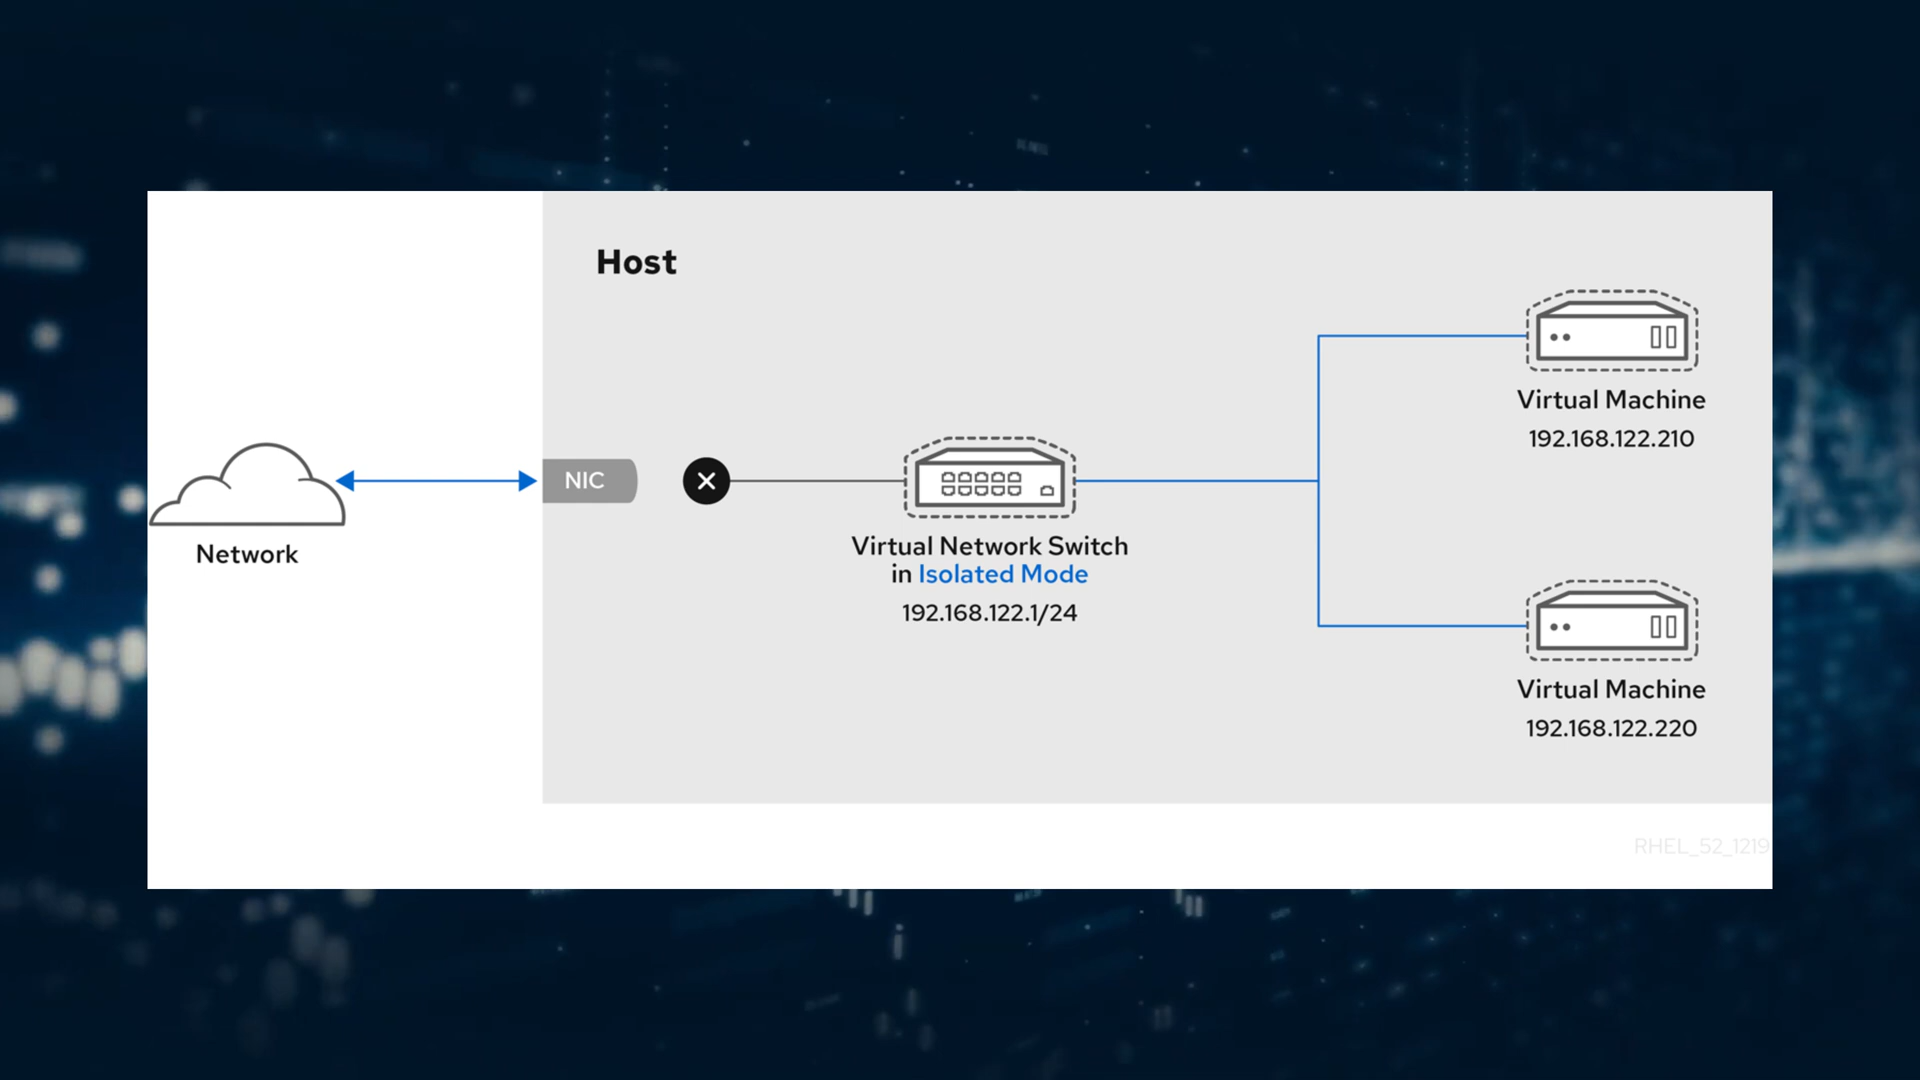 Host
Virtual Machine
192.168.122.210
NIC
Network
Virtual Network Switch
in Isolated Mode
192.168.122.1/24
Virtual Machine
192.168.122.220
RHEL_52_1219